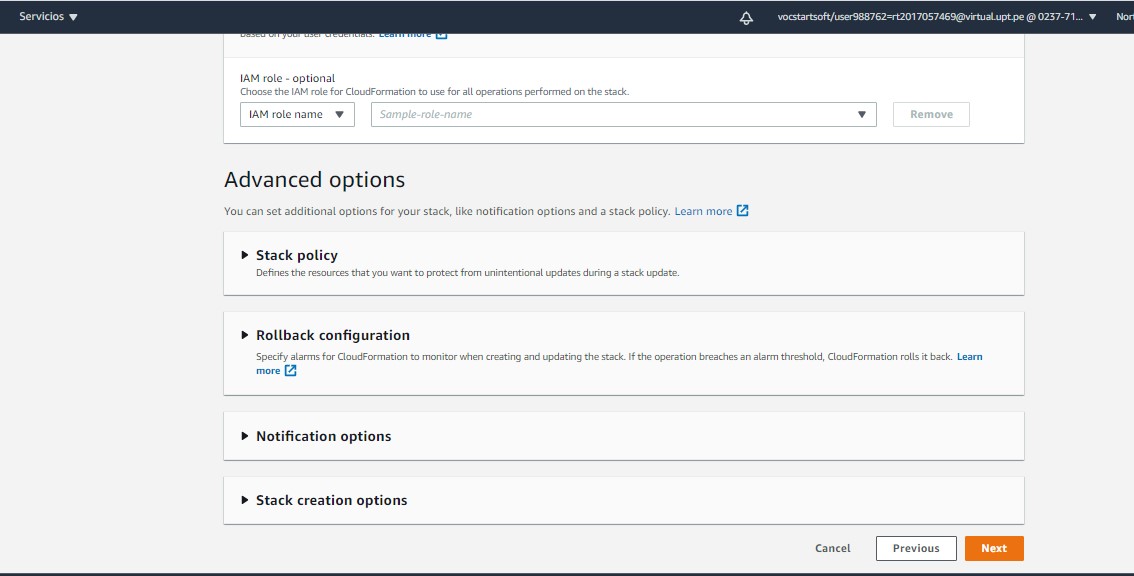 Servicios
vocstartsoft/user988762=rt2017057469@virtual.upt.pe @ 0237-71...
Nor
based on your user credentials. Learn more
IAM role - optional
Choose the IAM role for CloudFormation to use for all operations performed on the stack.
IAM role name
Sample-role-name
Remove
Advanced options
You can set additional options for your stack, like notification options and a stack policy. Learn more
Stack policy
Defines the resources that you want to protect from unintentional updates during a stack update.
Rollback configuration
Specify alarms for CloudFormation to monitor when creating and updating the stack. If the operation breaches an alarm threshold, CloudFormation rolls it back. Learn
more
Notification options
Stack creation options
Cancel
Previous
Next